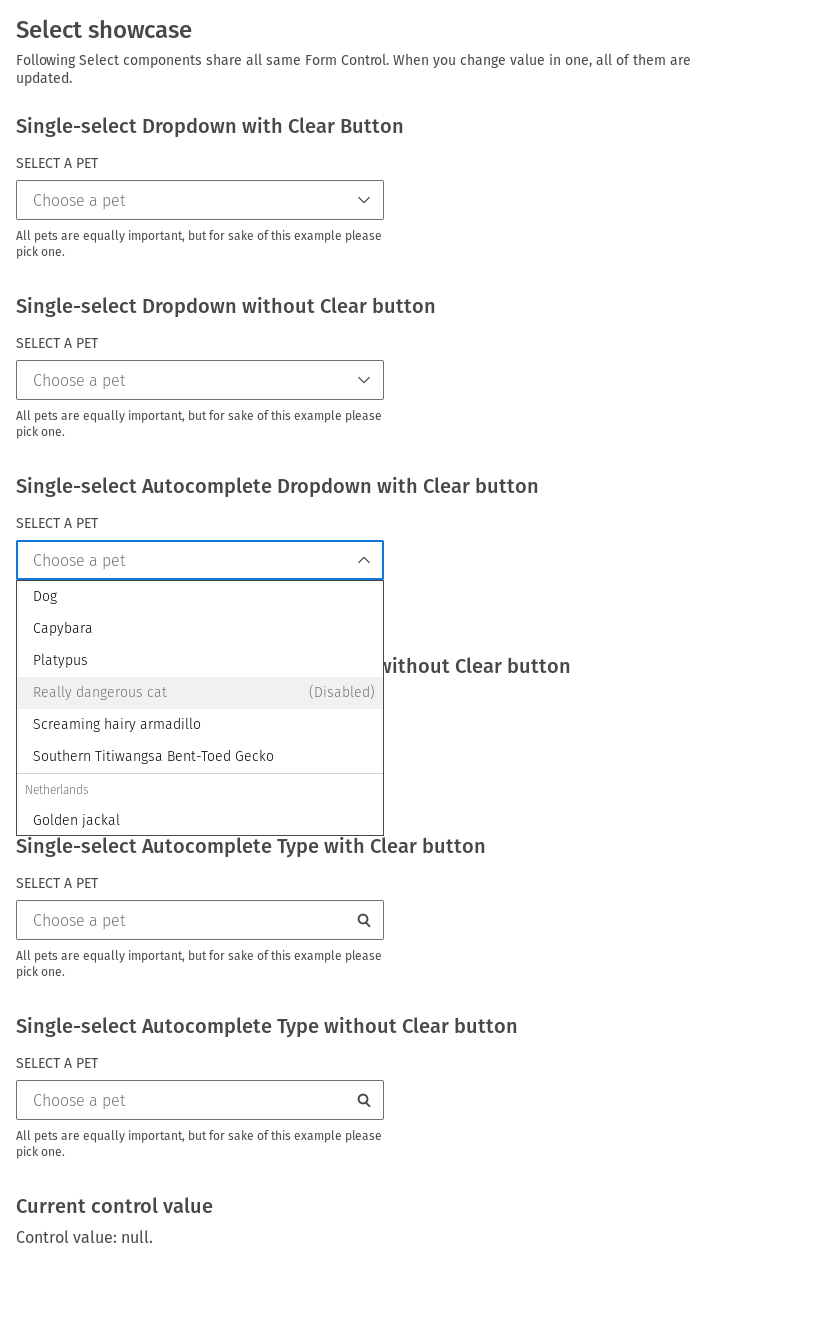 Select showcase
Following Select components share all same Form Control. When you change value in one, all of them are
updated.
Single-select Dropdown with Clear Button
SELECT A PET
Choose a pet
All pets are equally important, but for sake of this example please
pick one.
Single-select Dropdown without Clear button
SELECT A PET
Choose a pet
All pets are equally important, but for sake of this example please
pick one.
Single-select Autocomplete Dropdown with Clear button
SELECT A PET
Choose a pet
Dog
Capybara
Platypus
without Clear button
Really dangerous cat (Disabled)
Screaming hairy armadillo
Southern Titiwangsa Bent-Toed Gecko
Netherlands
Golden jackal
Single-select Autocomplete Type with Clear button
SELECT A PET
Choose a pet
All pets are equally important, but for sake of this example please
pick one.
Single-select Autocomplete Type without Clear button
SELECT A PET
Choose a pet
All pets are equally important, but for sake of this example please
pick one.
Current control value
Control value: null.